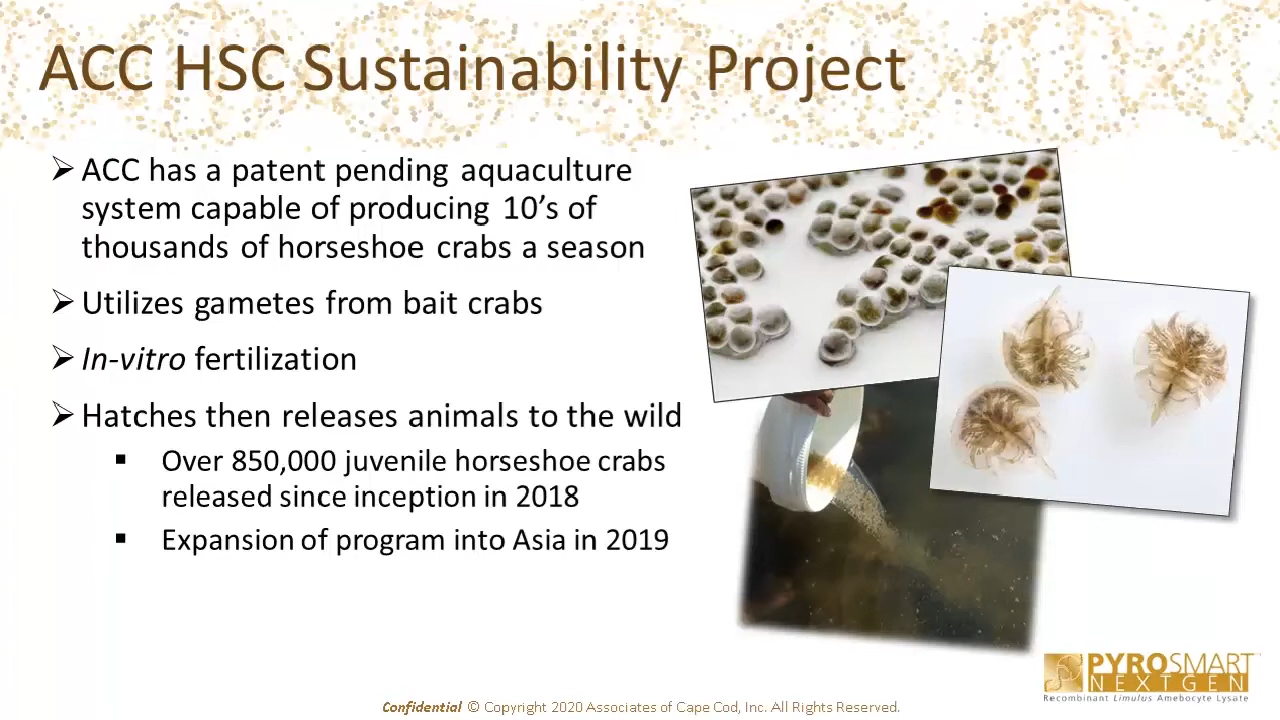 ACC HSC Sustainability Project
➢ ACC has a patent pending aquaculture
system capable of producing 10’s of
thousands of horseshoe crabs a season
➢ Utilizes gametes from bait crabs
➢ In-vitro fertilization
➢ Hatches then releases animals to the wild
▪ Over 850,000 juvenile horseshoe crabs
released since inception in 2018
▪ Expansion of program into Asia in 2019
PYROSMART
NEXTGEN
Recombinant Limulus Amebocyte Lysate
Confidential © Copyright 2020 Associates of Cape Cod, Inc. All Rights Reserved.